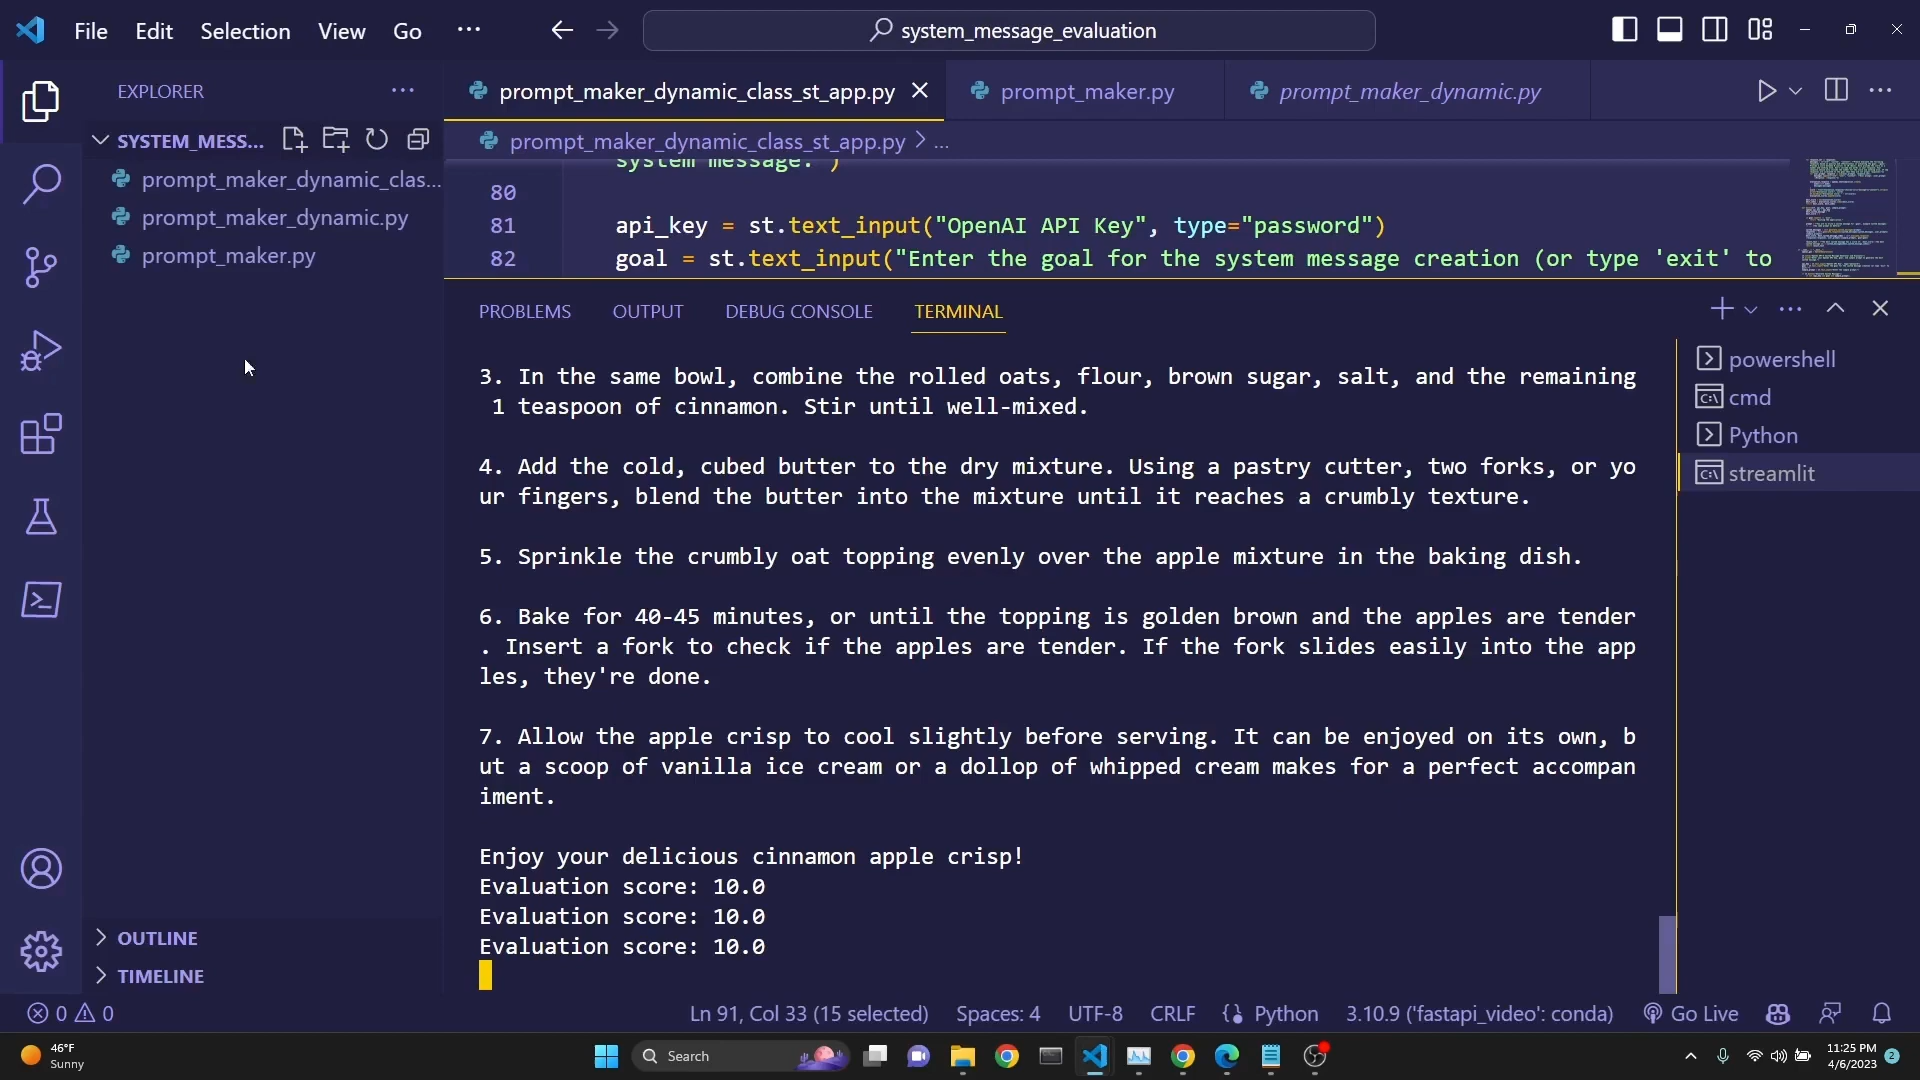 File Edit Selection View Go ··· system_message_evaluation
EXPLORER ···
prompt_maker_dynamic_class_st_app.py prompt_maker.py prompt_maker_dynamic.py
SYSTEM_MESS...
prompt_maker_dynamic_class_st_app.py > ...
prompt_maker_dynamic_clas...
prompt_maker_dynamic.py
prompt_maker.py
system message.")
80
81 api_key = st.text_input("OpenAI API Key", type="password")
82 goal = st.text_input("Enter the goal for the system message creation (or type 'exit' to
PROBLEMS OUTPUT DEBUG CONSOLE TERMINAL
powershell
cmd
Python
streamlit
3. In the same bowl, combine the rolled oats, flour, brown sugar, salt, and the remaining
1 teaspoon of cinnamon. Stir until well-mixed.
4. Add the cold, cubed butter to the dry mixture. Using a pastry cutter, two forks, or yo
ur fingers, blend the butter into the mixture until it reaches a crumbly texture.
5. Sprinkle the crumbly oat topping evenly over the apple mixture in the baking dish.
6. Bake for 40-45 minutes, or until the topping is golden brown and the apples are tender
. Insert a fork to check if the apples are tender. If the fork slides easily into the app
les, they're done.
7. Allow the apple crisp to cool slightly before serving. It can be enjoyed on its own, b
ut a scoop of vanilla ice cream or a dollop of whipped cream makes for a perfect accompan
iment.
Enjoy your delicious cinnamon apple crisp!
Evaluation score: 10.0
Evaluation score: 10.0
Evaluation score: 10.0
OUTLINE
TIMELINE
0 0 Ln 91, Col 33 (15 selected) Spaces: 4 UTF-8 CRLF Python 3.10.9 ('fastapi_video': conda) Go Live
46°F
Sunny
Search
11:25 PM
4/6/2023
2